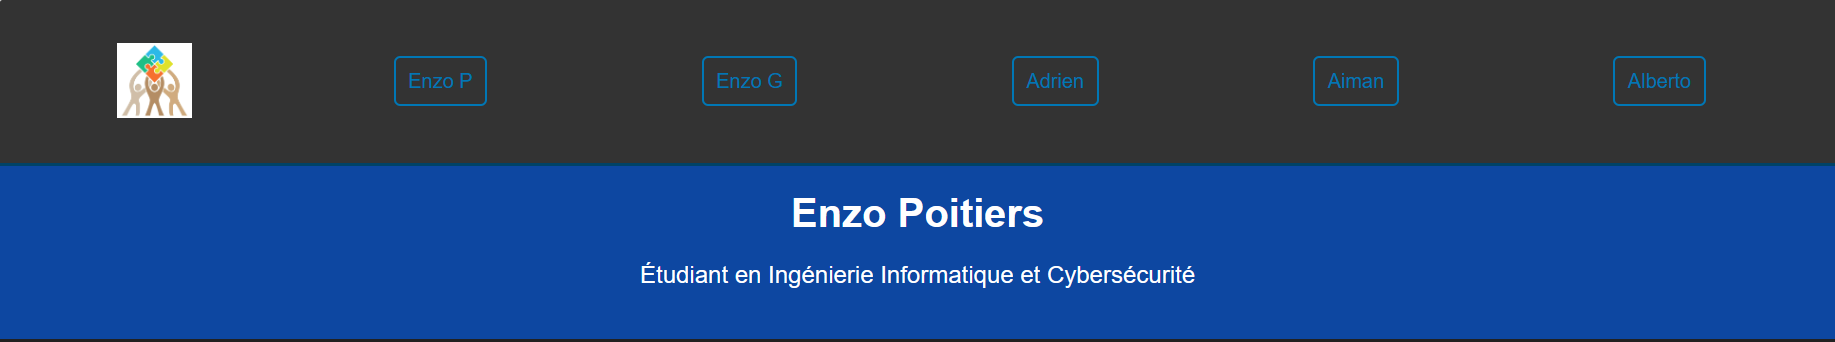 Enzo P
Enzo G
Adrien
Aiman
Alberto
Enzo Poitiers
Étudiant en Ingénierie Informatique et Cybersécurité